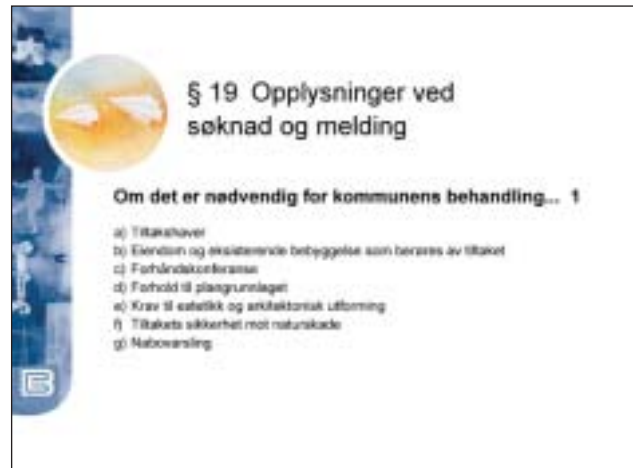 § 19 Opplysninger ved
søknad og melding
Om det er nødvendig for kommunens behandling... 1
a) Tiltakshaver
b) Eiendom og eksisterende bebyggelse som berøres av tiltaket
c) Forhåndskonferanse
d) Forhold til plangrunnlaget
e) Krav til estetikk og arkitektonisk utforming
f) Tiltakets sikkerhet mot naturskade
g) Nabovarsling